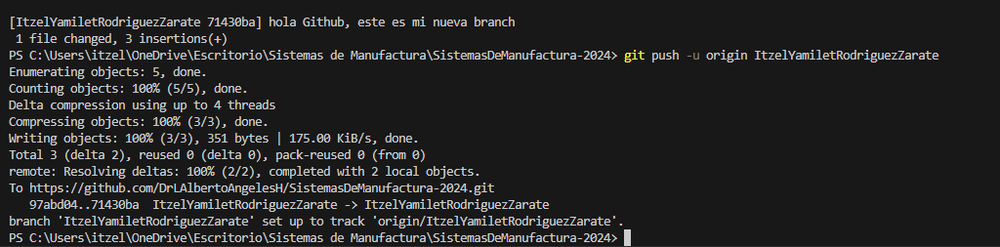 [ItzelYamiletRodriguezZarate 71430ba] hola Github, este es mi nueva branch
 1 file changed, 3 insertions(+)
PS C:\Users\itzel\OneDrive\Escritorio\Sistemas de Manufactura\SistemasDeManufactura-2024> git push -u origin ItzelYamiletRodriguezZarate
Enumerating objects: 5, done.
Counting objects: 100% (5/5), done.
Delta compression using up to 4 threads
Compressing objects: 100% (3/3), done.
Writing objects: 100% (3/3), 351 bytes | 175.00 KiB/s, done.
Total 3 (delta 2), reused 0 (delta 0), pack-reused 0 (from 0)
remote: Resolving deltas: 100% (2/2), completed with 2 local objects.
To https://github.com/DrLAlbertoAngelesH/SistemasDeManufactura-2024.git
   97abd04..71430ba  ItzelYamiletRodriguezZarate -> ItzelYamiletRodriguezZarate
branch 'ItzelYamiletRodriguezZarate' set up to track 'origin/ItzelYamiletRodriguezZarate'.
PS C:\Users\itzel\OneDrive\Escritorio\Sistemas de Manufactura\SistemasDeManufactura-2024>